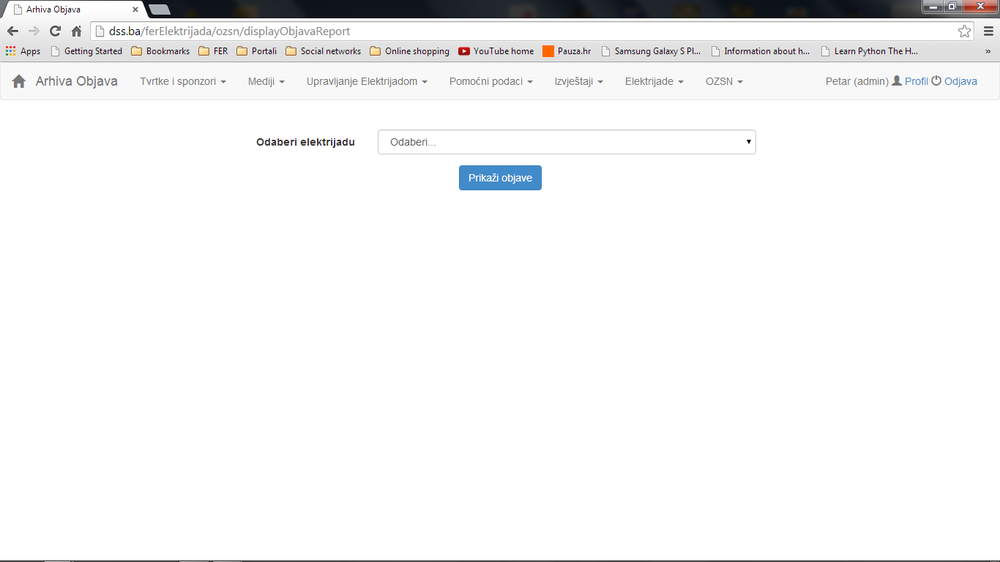 Arhiva Objava
dss.ba/ferElektrijada/ozsn/displayObjavaReport
Apps Getting Started Bookmarks FER Portali Social networks Online shopping YouTube home Pauza.hr Samsung Galaxy S Pl... Information about h... Learn Python The H... »
Arhiva Objava Tvrtke i sponzori Mediji Upravljanje Elektrijadom Pomoćni podaci Izvještaji Elektrijade OZSN Petar (admin) Profil Odjava
Odaberi elektrijadu Odaberi...
Prikaži objave